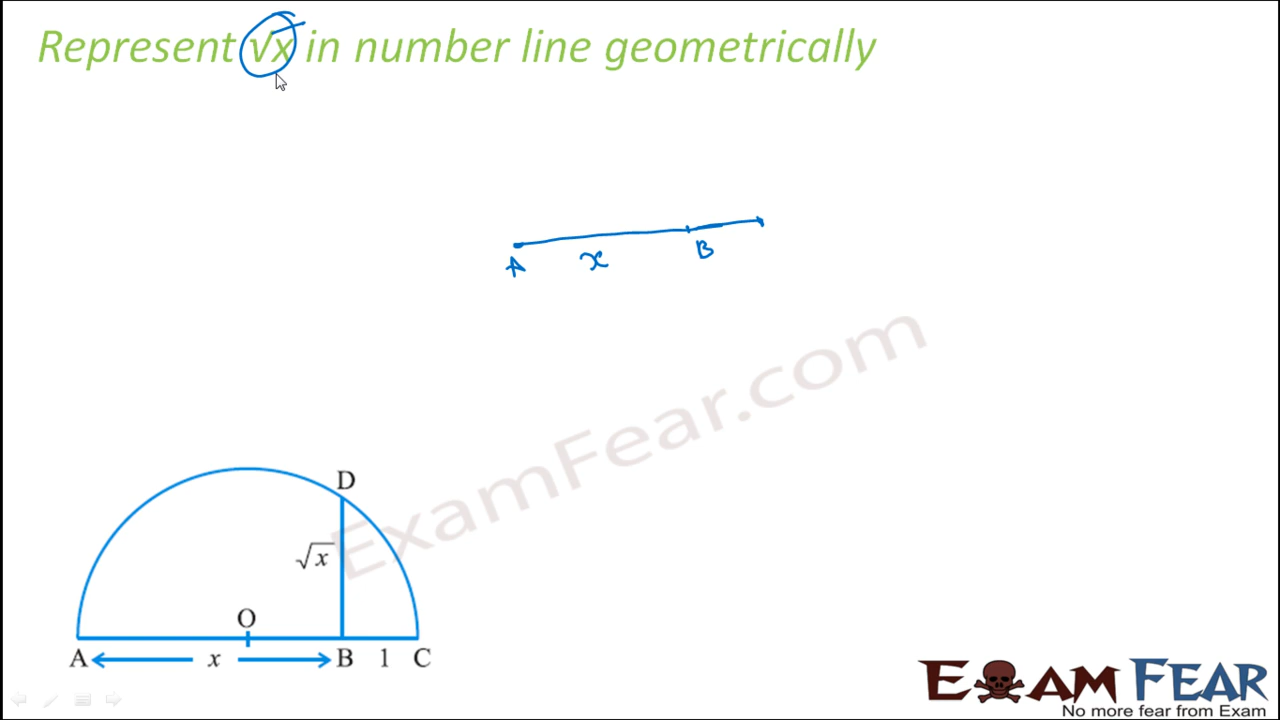 Represent √x in number line geometrically
A x B
ExamFear.com
D
√x
O
A x B 1 C
EXAM FEAR
No more fear from Exam